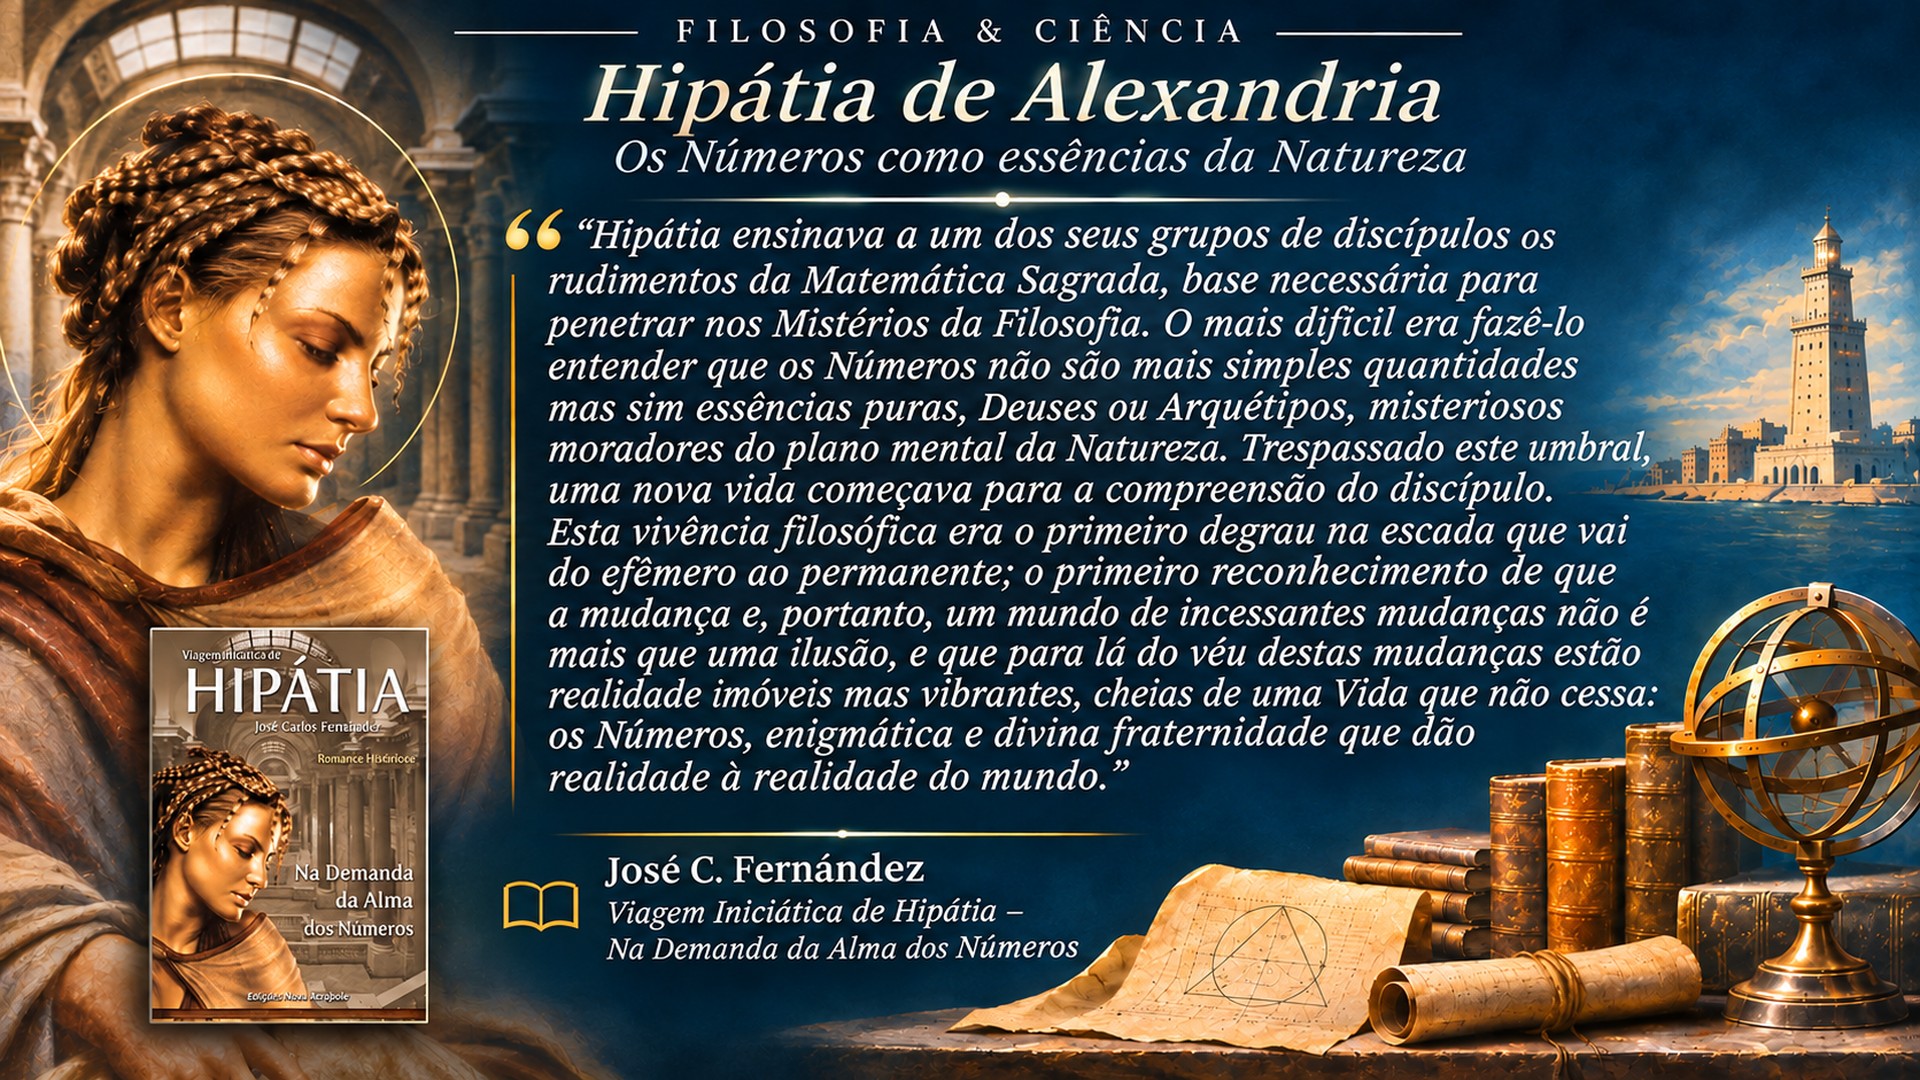 FILOSOFIA & CIÊNCIA
Hipátia de Alexandria
Os Números como essências da Natureza
“Hipátia ensinava a um dos seus grupos de discípulos os
rudimentos da Matemática Sagrada, base necessária para
penetrar nos Mistérios da Filosofia. O mais dificil era fazê-lo
entender que os Números não são mais simples quantidades
mas sim essências puras, Deuses ou Arquétipos, misteriosos
moradores do plano mental da Natureza. Trespassado este umbral,
uma nova vida começava para a compreensão do discípulo.
Esta vivência filosófica era o primeiro degrau na escada que vai
do efêmero ao permanente; o primeiro reconhecimento de que
a mudança e, portanto, um mundo de incessantes mudanças não é
mais que uma ilusão, e que para lá do véu destas mudanças estão
realidade imóveis mas vibrantes, cheias de uma Vida que não cessa:
os Números, enigmática e divina fraternidade que dão
realidade à realidade do mundo.”
José C. Fernández
Viagem Iniciática de Hipátia –
Na Demanda da Alma dos Números
Viagem de
HIPÁTIA
José Carlos
Romance
Na Demanda
da Alma
dos Números
Nova